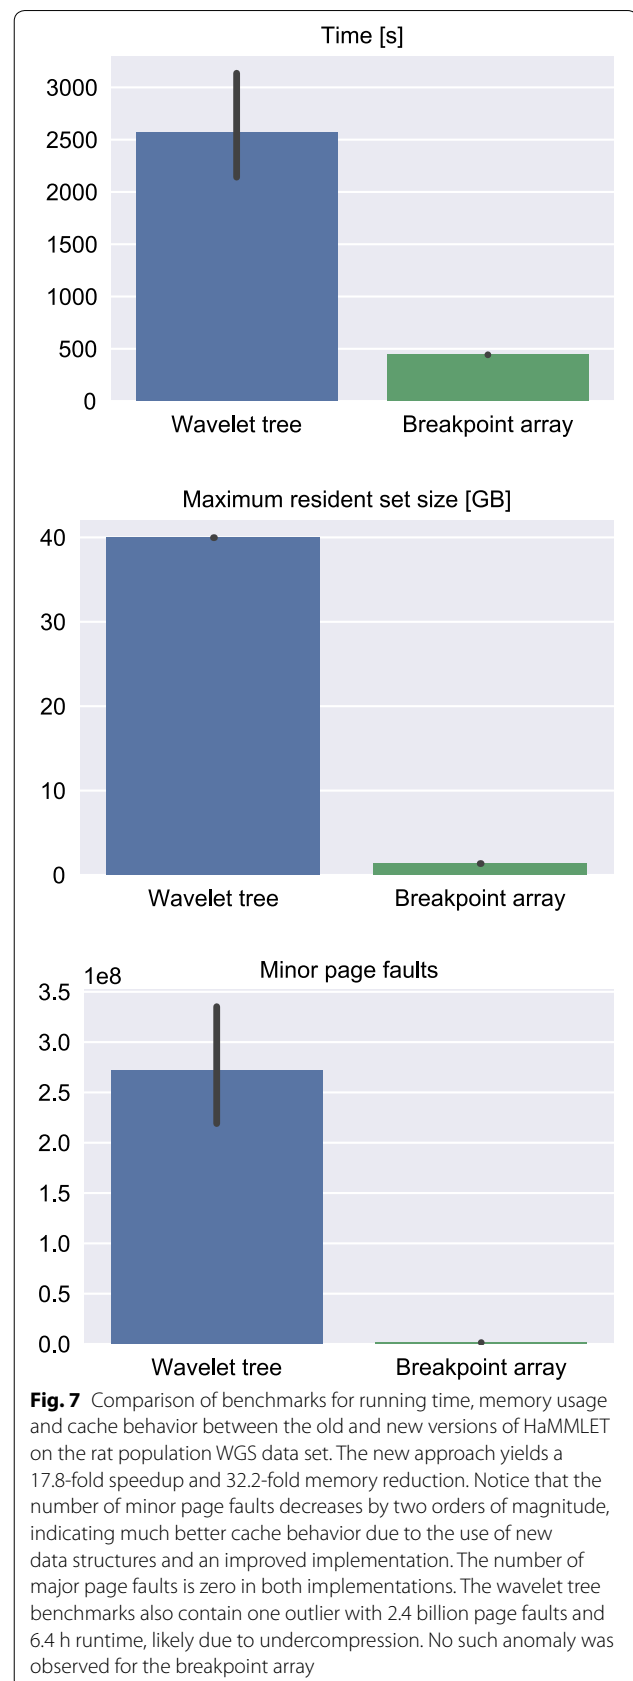 Time [s]
3000
2500
2000
1500
1000
500
0
Wavelet tree Breakpoint array
Maximum resident set size [GB]
40
30
20
10
0
Wavelet tree Breakpoint array
1e8 Minor page faults
3.5
3.0
2.5
2.0
1.5
1.0
0.5
0.0
Wavelet tree Breakpoint array
Fig. 7 Comparison of benchmarks for running time, memory usage
and cache behavior between the old and new versions of HaMMLET
on the rat population WGS data set. The new approach yields a
17.8-fold speedup and 32.2-fold memory reduction. Notice that the
number of minor page faults decreases by two orders of magnitude,
indicating much better cache behavior due to the use of new
data structures and an improved implementation. The number of
major page faults is zero in both implementations. The wavelet tree
benchmarks also contain one outlier with 2.4 billion page faults and
6.4 h runtime, likely due to undercompression. No such anomaly was
observed for the breakpoint array